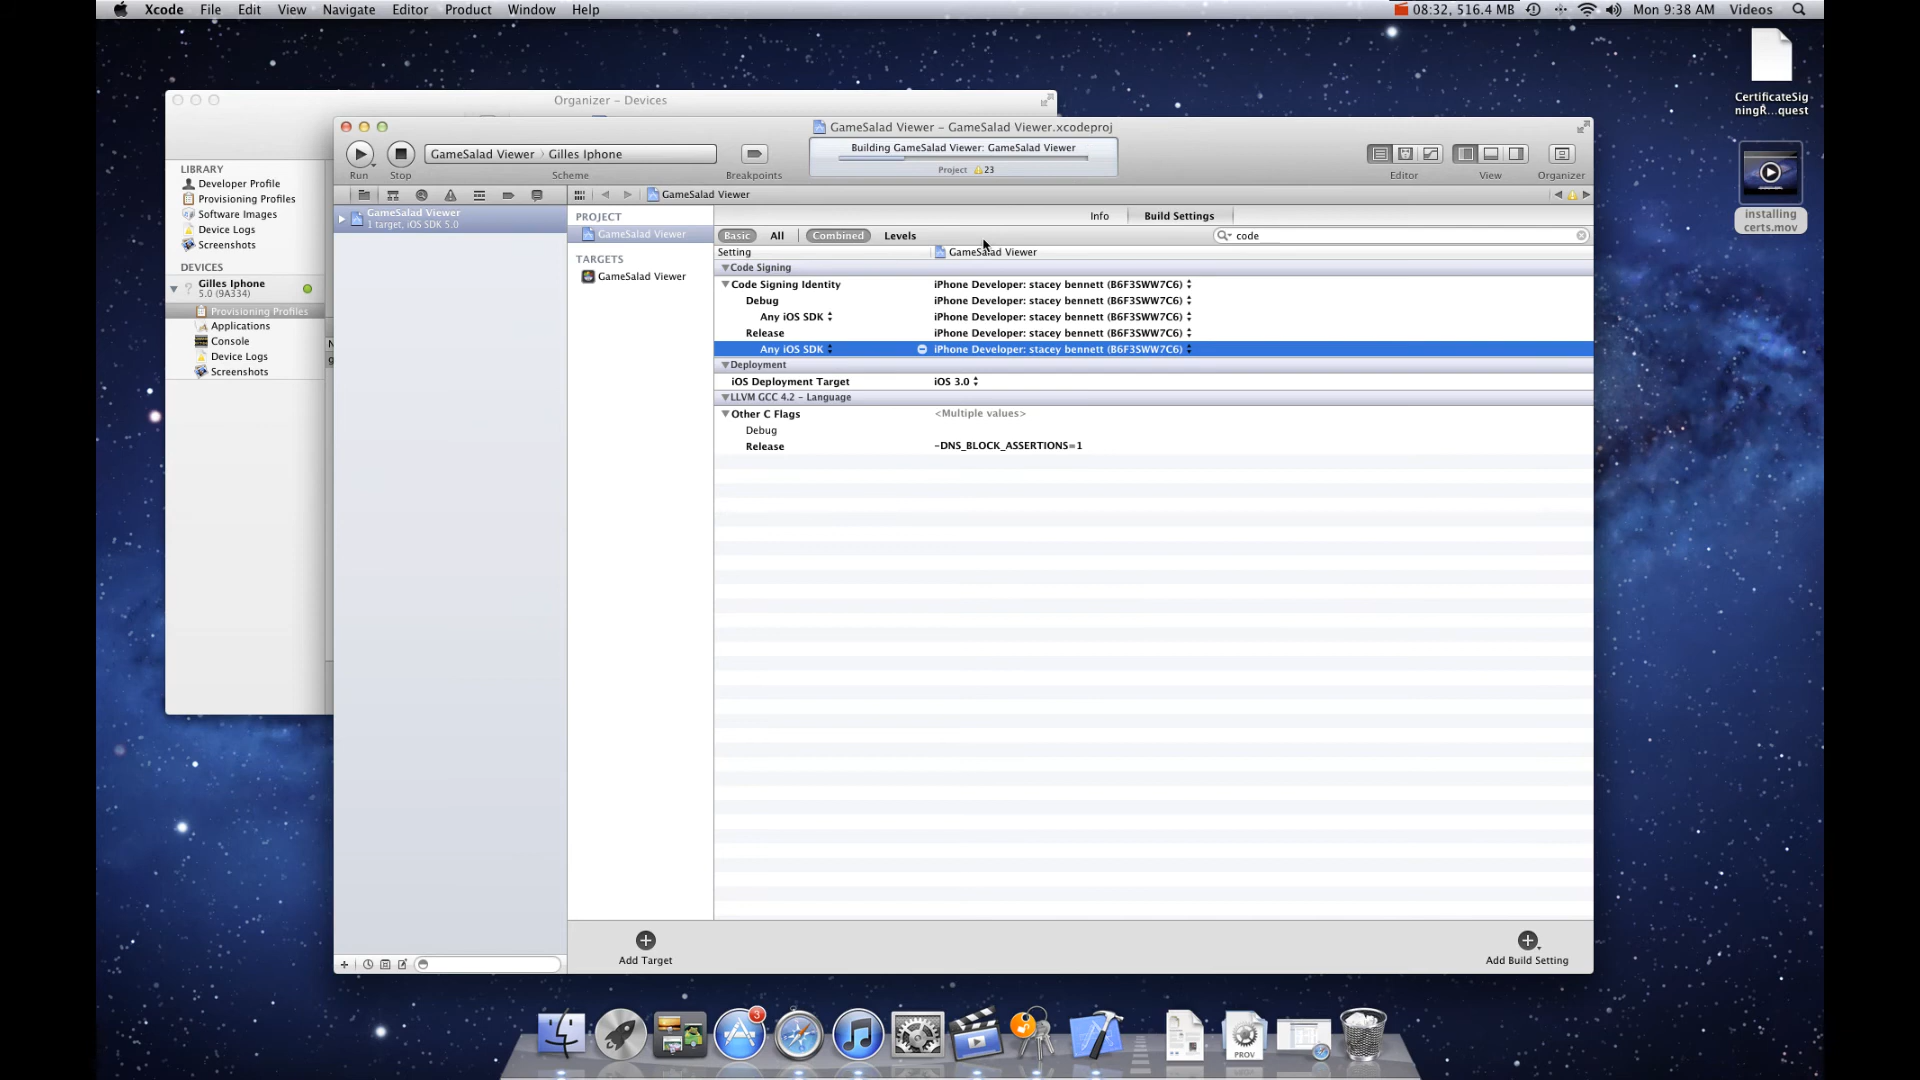 Xcode File Edit View Navigate Editor Product Window Help
08:32, 516.4 MB Mon 9:38 AM Videos
CertificateSig
ningR...quest
installing
certs.mov
Organizer – Devices
LIBRARY
Developer Profile
Provisioning Profiles
Software Images
Device Logs
Screenshots
DEVICES
Gilles Iphone
5.0 (9A334)
Provisioning Profiles
Applications
Console
Device Logs
Screenshots
GameSalad Viewer – GameSalad Viewer.xcodeproj
GameSalad Viewer › Gilles Iphone
Building GameSalad Viewer: GameSalad Viewer
Project 23
Run Stop Scheme Breakpoints Editor View Organizer
GameSalad Viewer
GameSalad Viewer
1 target, iOS SDK 5.0
PROJECT
GameSalad Viewer
TARGETS
GameSalad Viewer
Info Build Settings
Basic All Combined Levels code
Setting GameSalad Viewer
Code Signing
Code Signing Identity iPhone Developer: stacey bennett (B6F3SWW7C6)
Debug iPhone Developer: stacey bennett (B6F3SWW7C6)
Any iOS SDK iPhone Developer: stacey bennett (B6F3SWW7C6)
Release iPhone Developer: stacey bennett (B6F3SWW7C6)
Any iOS SDK iPhone Developer: stacey bennett (B6F3SWW7C6)
Deployment
iOS Deployment Target iOS 3.0
LLVM GCC 4.2 – Language
Other C Flags <Multiple values>
Debug
Release -DNS_BLOCK_ASSERTIONS=1
Add Target Add Build Setting
3
PROV